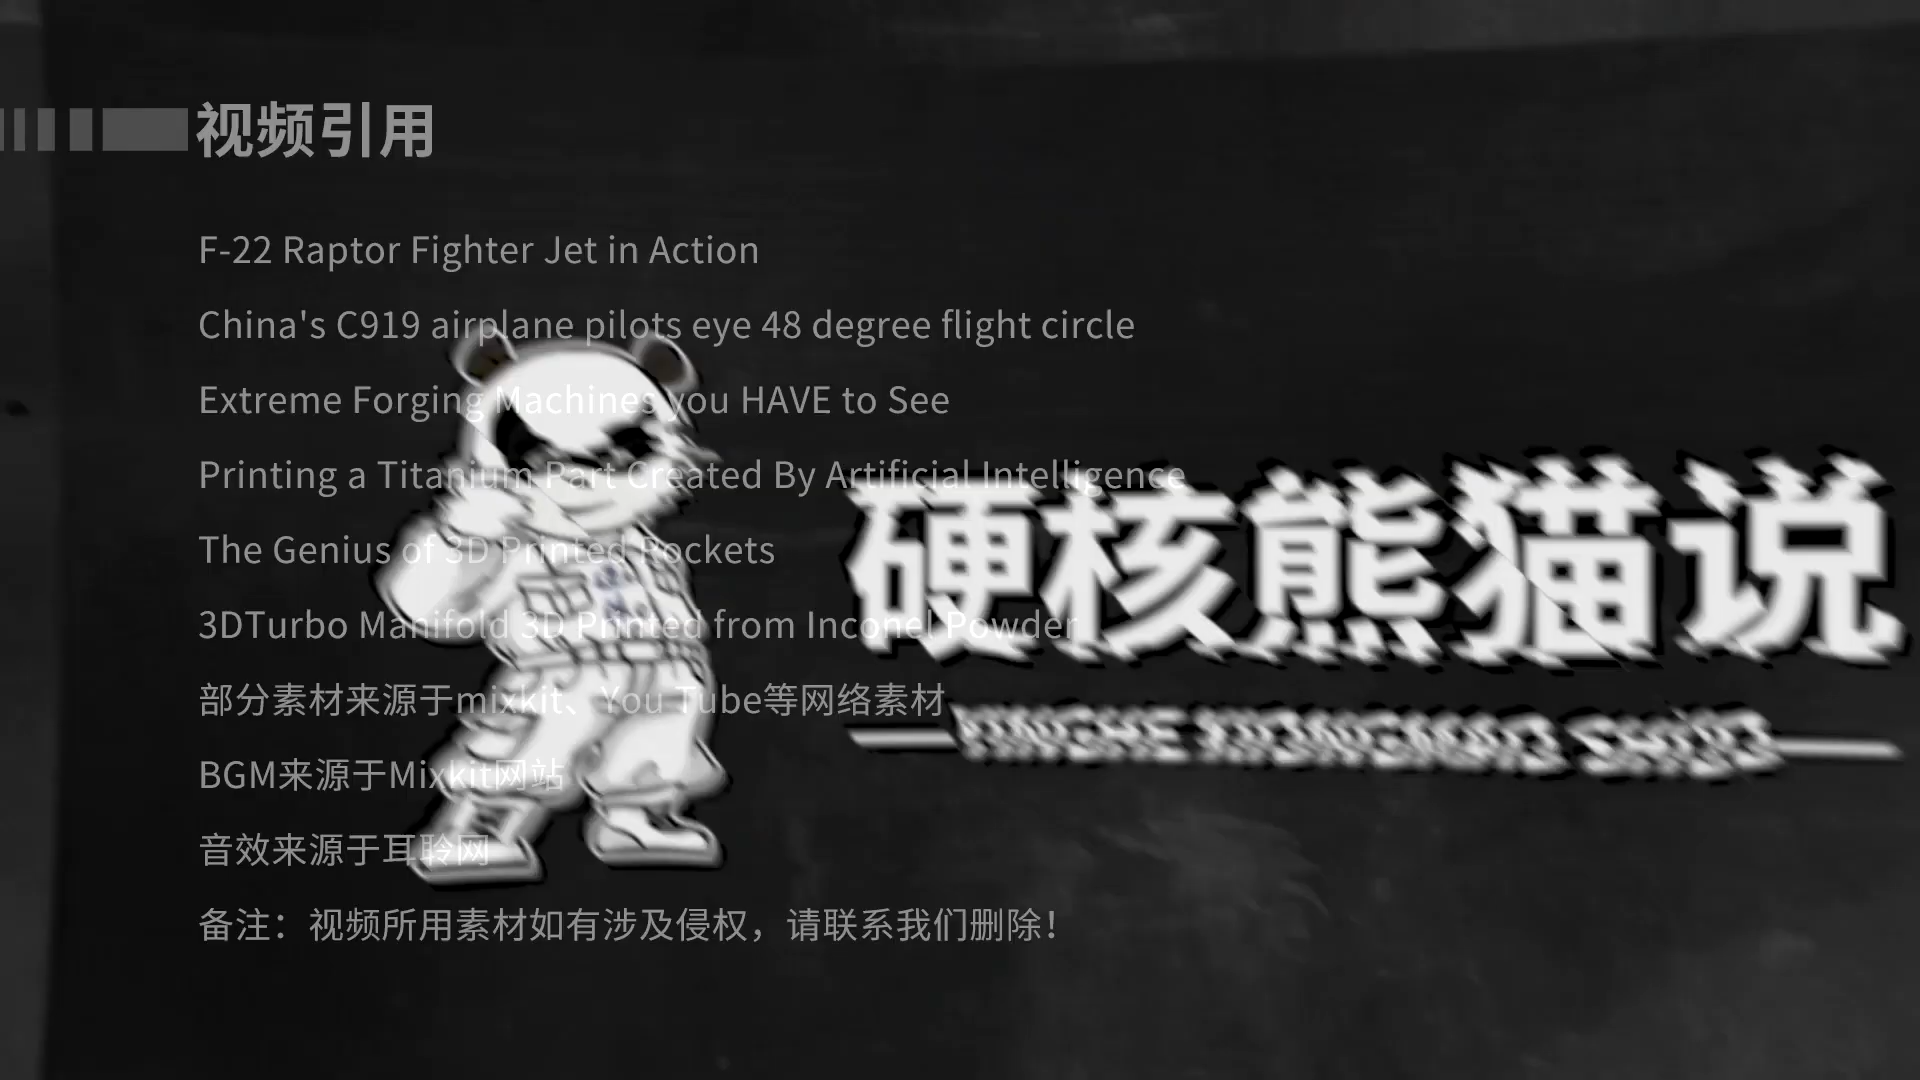 视频引用
F-22 Raptor Fighter Jet in Action
China's C919 airplane pilots eye 48 degree flight circle
Extreme Forging Machines you HAVE to See
Printing a Titanium Part Created By Artificial Intelligence
The Genius of 3D Printed Rockets
3DTurbo Manifold 3D Printed from Inconel Powder
部分素材来源于mixkit、You Tube等网络素材
BGM来源于Mixkit网站
音效来源于耳聆网
备注：视频所用素材如有涉及侵权，请联系我们删除！
硬核熊猫说